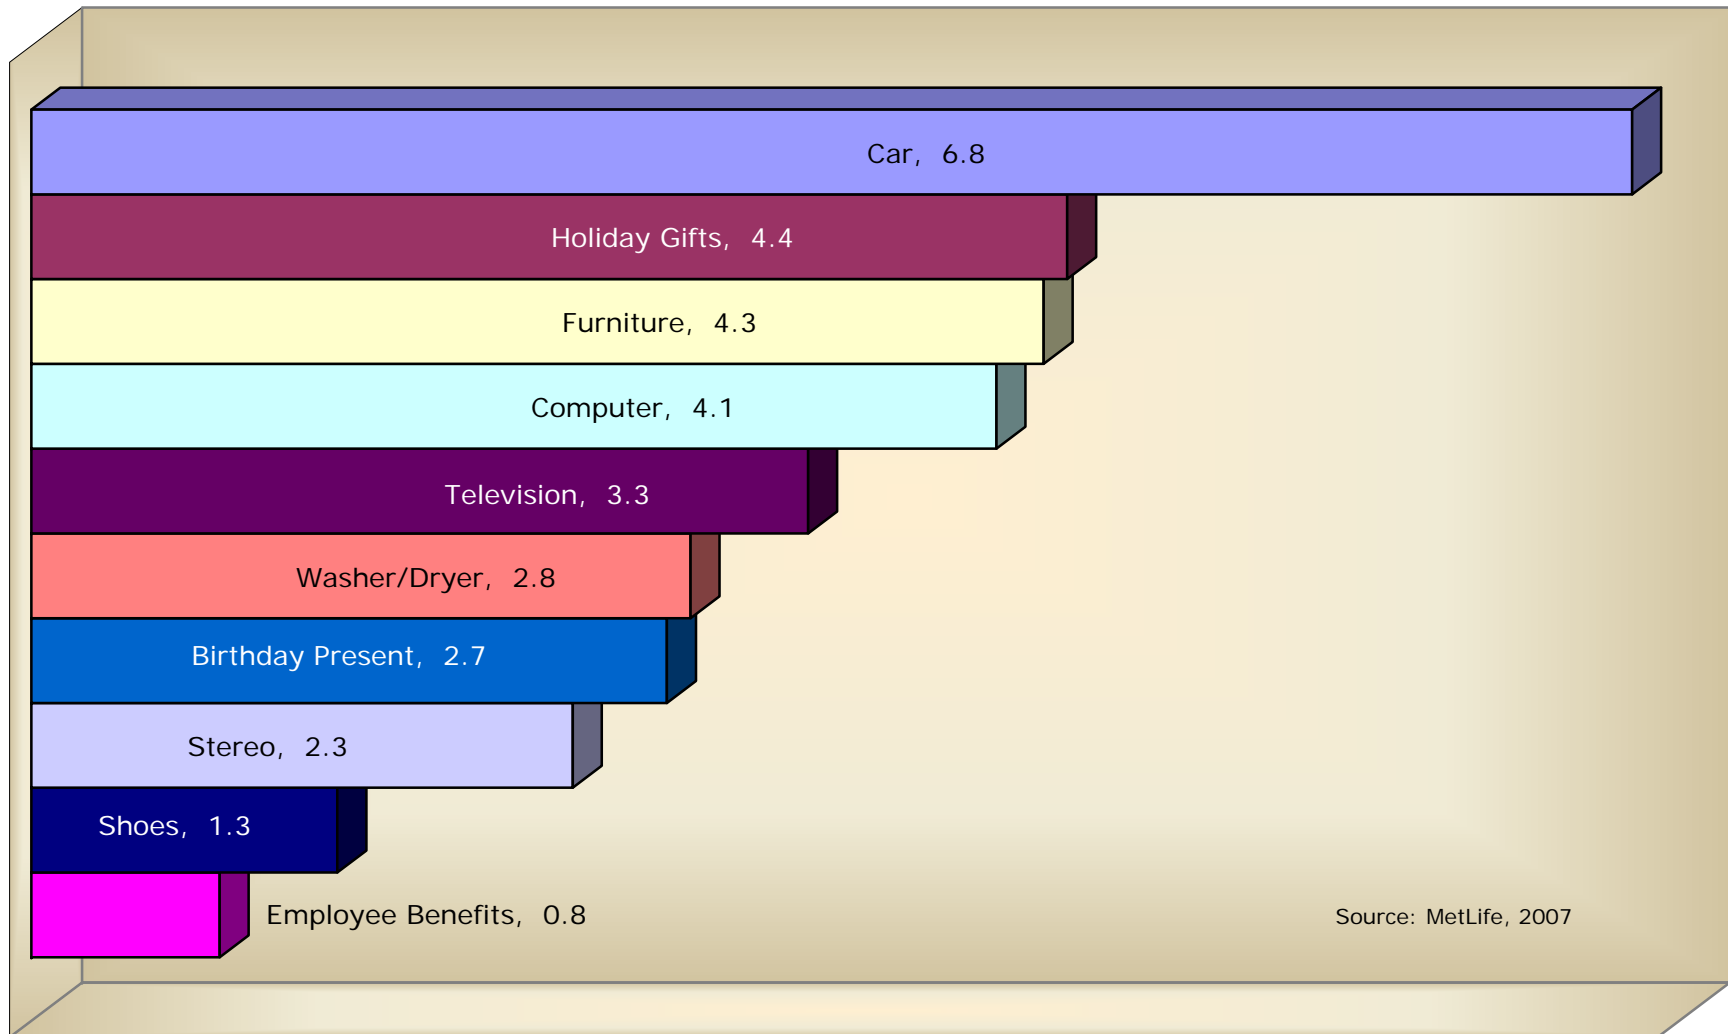 Car, 6.8
Holiday Gifts, 4.4
Furniture, 4.3
Computer, 4.1
Television, 3.3
Washer/Dryer, 2.8
Birthday Present, 2.7
Stereo, 2.3
Shoes, 1.3
Employee Benefits, 0.8
Source: MetLife, 2007